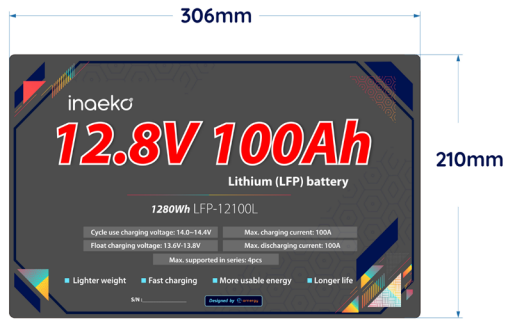 306mm
210mm
inaeko
12.8V 100Ah
Lithium (LFP) battery
1280Wh LFP-12100L
Cycle use charging voltage: 14.0~14.4V
Max. charging current: 100A
Float charging voltage: 13.6V-13.8V
Max. discharging current: 100A
Max. supported in series: 4pcs
Lighter weight
Fast charging
More usable energy
Longer life
S/N :
Designed by